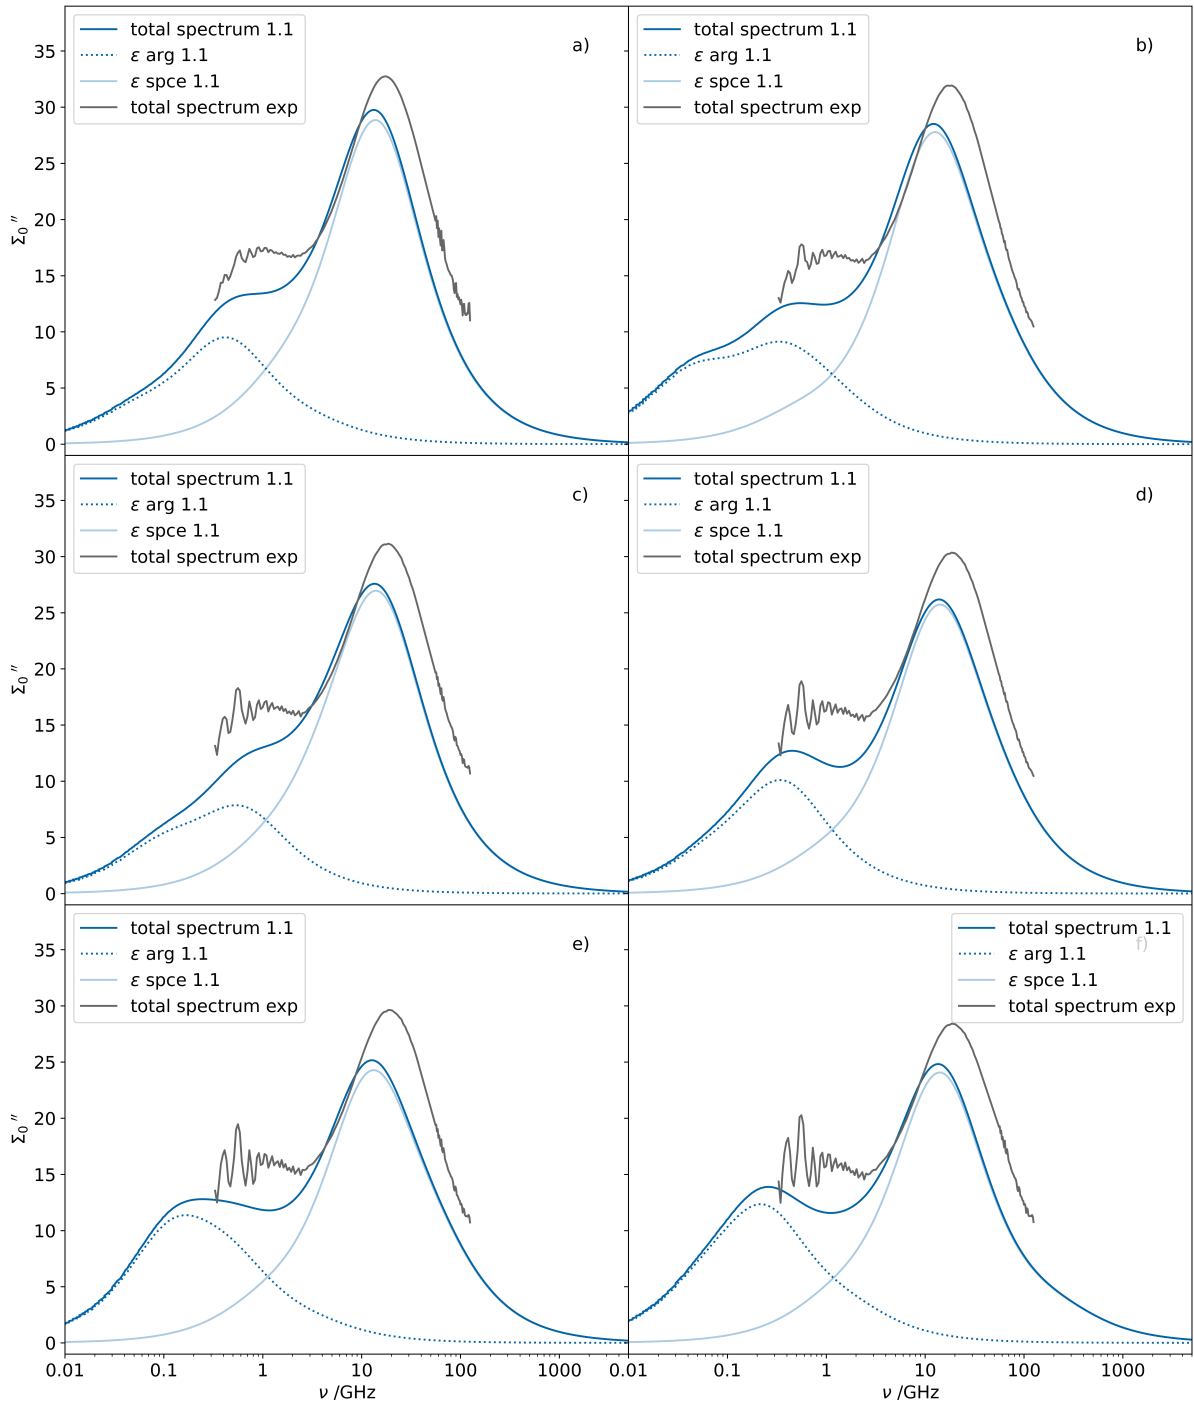 total spectrum 1.1
ε arg 1.1
ε spce 1.1
total spectrum exp
a)
35
30
25
20
15
10
5
0
Σ0 ″
total spectrum 1.1
ε arg 1.1
ε spce 1.1
total spectrum exp
b)
total spectrum 1.1
ε arg 1.1
ε spce 1.1
total spectrum exp
c)
35
30
25
20
15
10
5
0
Σ0 ″
total spectrum 1.1
ε arg 1.1
ε spce 1.1
total spectrum exp
d)
total spectrum 1.1
ε arg 1.1
ε spce 1.1
total spectrum exp
e)
35
30
25
20
15
10
5
0
Σ0 ″
0.01 0.1 1 10 100 1000
ν /GHz
total spectrum 1.1
ε arg 1.1
ε spce 1.1
total spectrum exp
f)
0.01 0.1 1 10 100 1000
ν /GHz